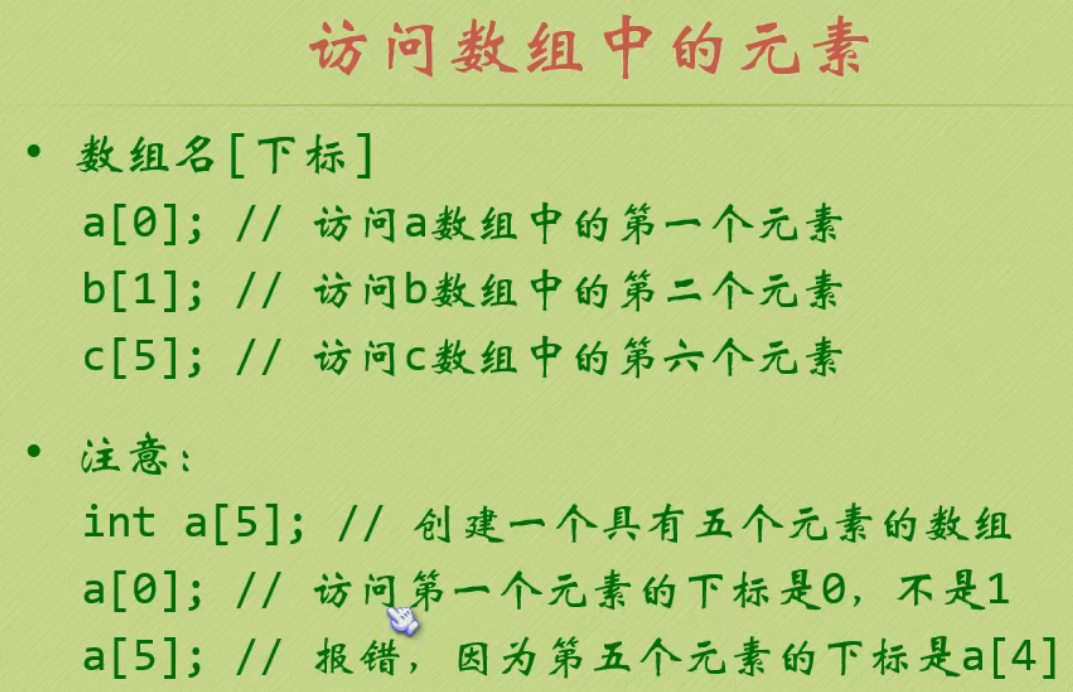 访问数组中的元素
• 数组名[下标]
a[0]; // 访问a数组中的第一个元素
b[1]; // 访问b数组中的第二个元素
c[5]; // 访问c数组中的第六个元素
• 注意：
int a[5]; // 创建一个具有五个元素的数组
a[0]; // 访问第一个元素的下标是0，不是1
a[5]; // 报错，因为第五个元素的下标是a[4]